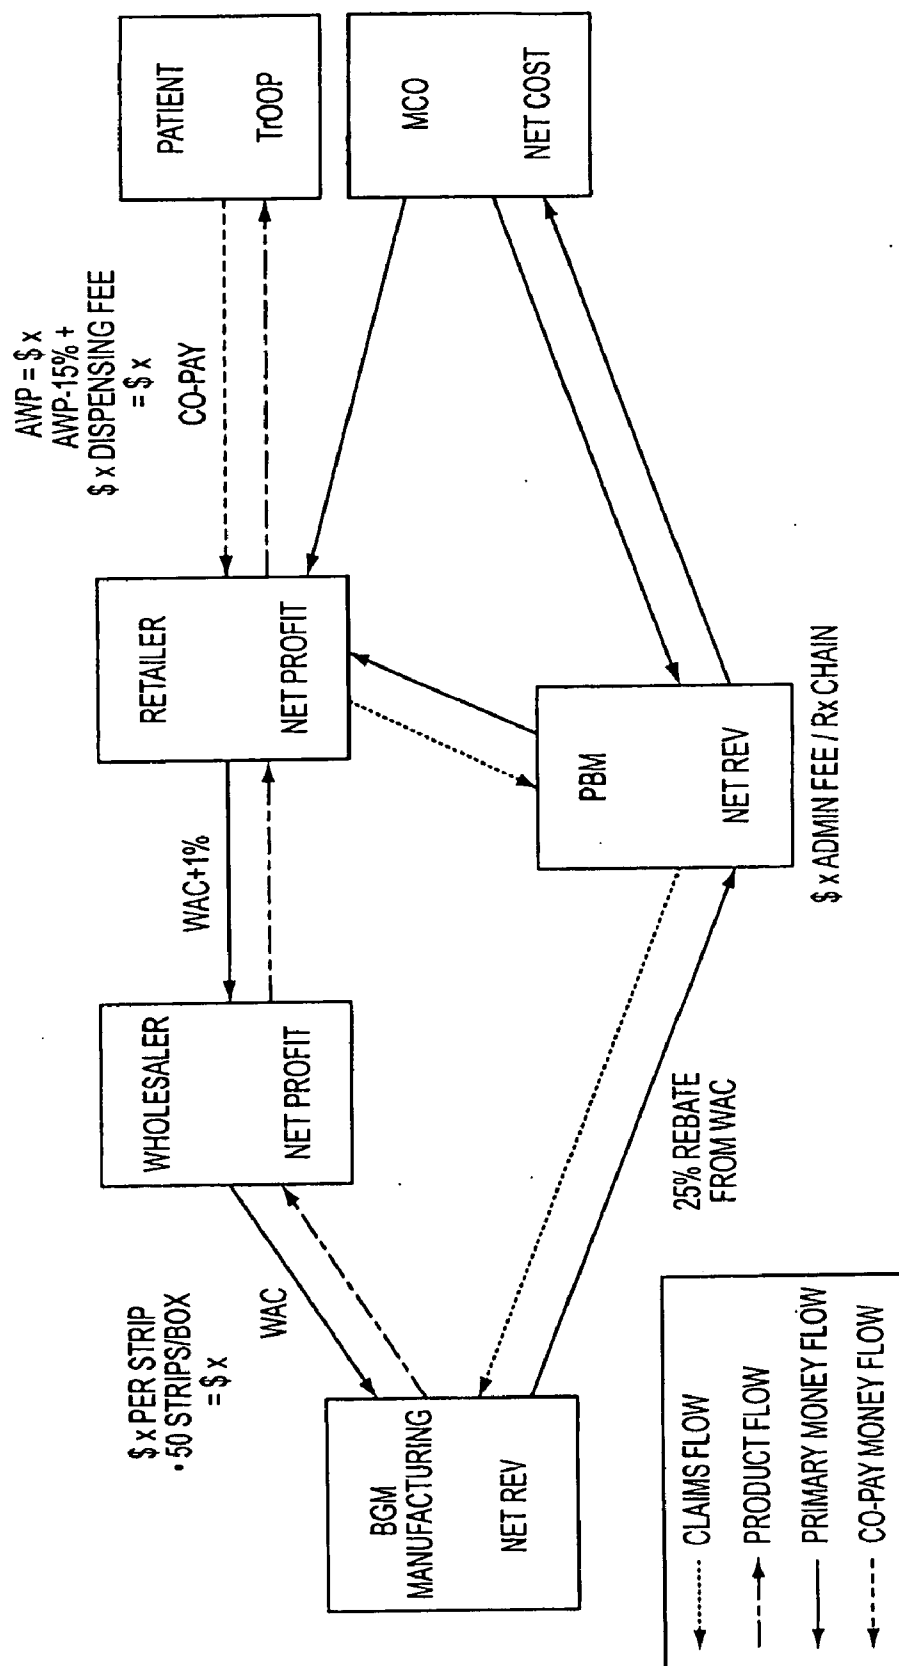 $ x PER STRIP
• 50 STRIPS/BOX
= $ x
WAC
BGM
MANUFACTURING
NET REV
WHOLESALER
NET PROFIT
WAC+1%
RETAILER
NET PROFIT
AWP = $ x
AWP-15% +
$ x DISPENSING FEE
= $ x
CO-PAY
PATIENT
TrOOP
MCO
NET COST
PBM
NET REV
$ x ADMIN FEE / Rx CHAIN
25% REBATE
FROM WAC
CLAIMS FLOW
PRODUCT FLOW
PRIMARY MONEY FLOW
CO-PAY MONEY FLOW